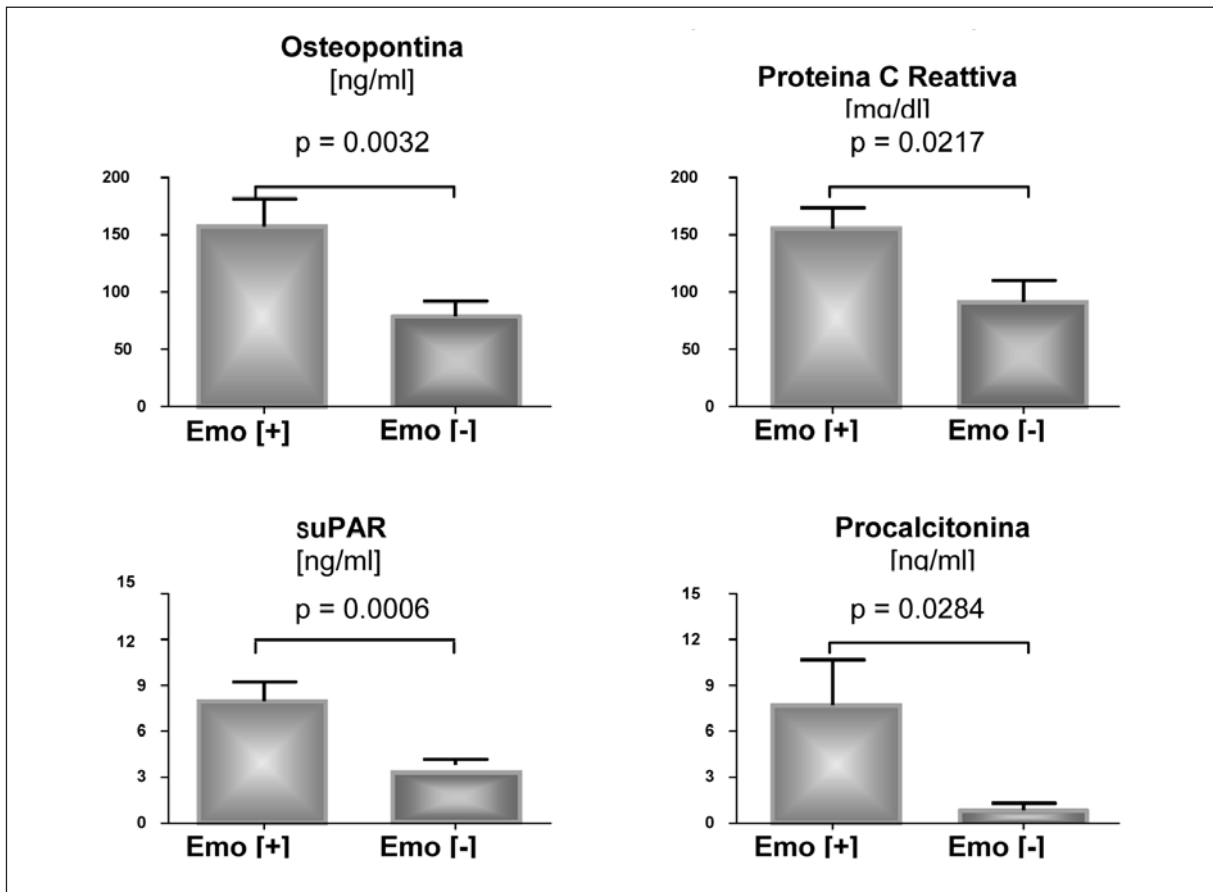 Osteopontina
[ng/ml]
p = 0.0032
200
150
100
50
0
Emo [+]
Emo [-]
Proteina C Reattiva
[mg/dl]
p = 0.0217
200
150
100
50
0
Emo [+]
Emo [-]
suPAR
[ng/ml]
p = 0.0006
15
12
9
6
3
0
Emo [+]
Emo [-]
Procalcitonina
[ng/ml]
p = 0.0284
15
12
9
6
3
0
Emo [+]
Emo [-]